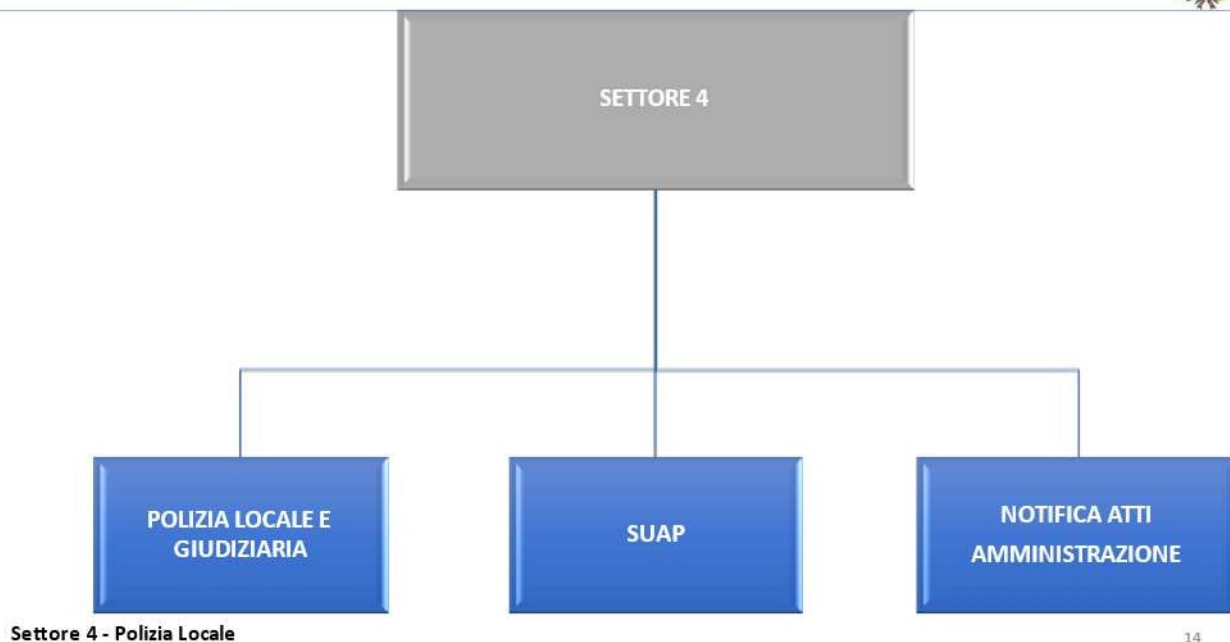 SETTORE 4
POLIZIA LOCALE E
GIUDIZIARIA
SUAP
NOTIFICA ATTI
AMMINISTRAZIONE
Settore 4 - Polizia Locale
14